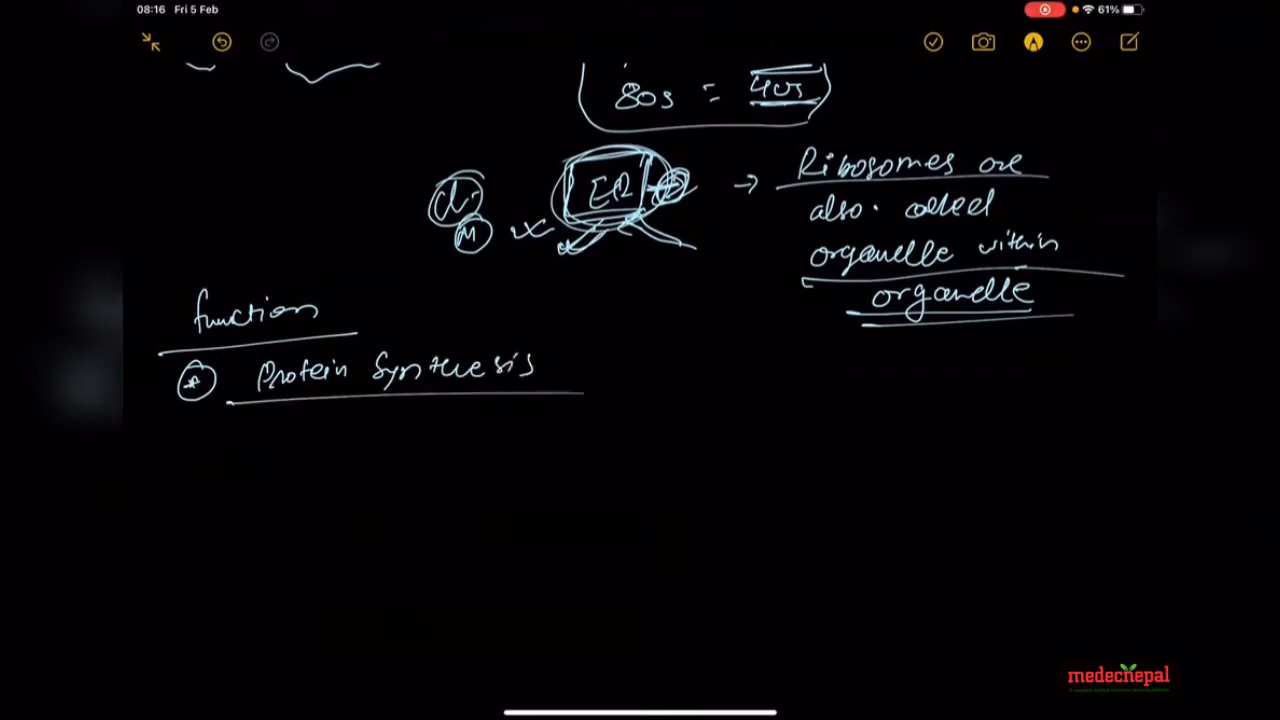 08:16 Fri 5 Feb
61%
80s = 40s
ER
Ribosomes are
also called
organelle within
organelle
M
function
Protein Synthesis
medecnepal